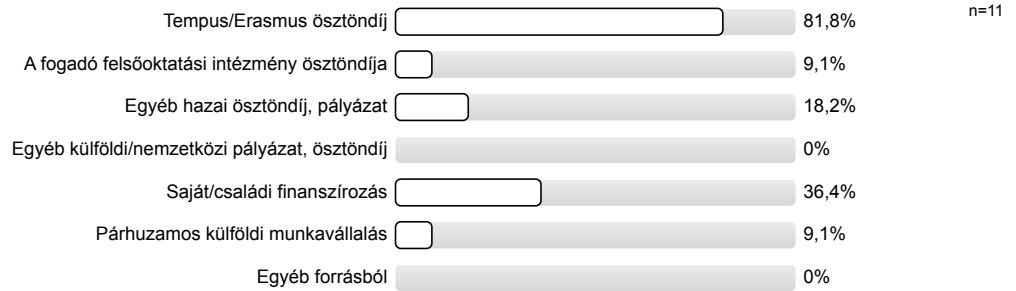 Tempus/Erasmus ösztöndíj 81,8% n=11
A fogadó felsőoktatási intézmény ösztöndíja 9,1%
Egyéb hazai ösztöndíj, pályázat 18,2%
Egyéb külföldi/nemzetközi pályázat, ösztöndíj 0%
Saját/családi finanszírozás 36,4%
Párhuzamos külföldi munkavállalás 9,1%
Egyéb forrásból 0%